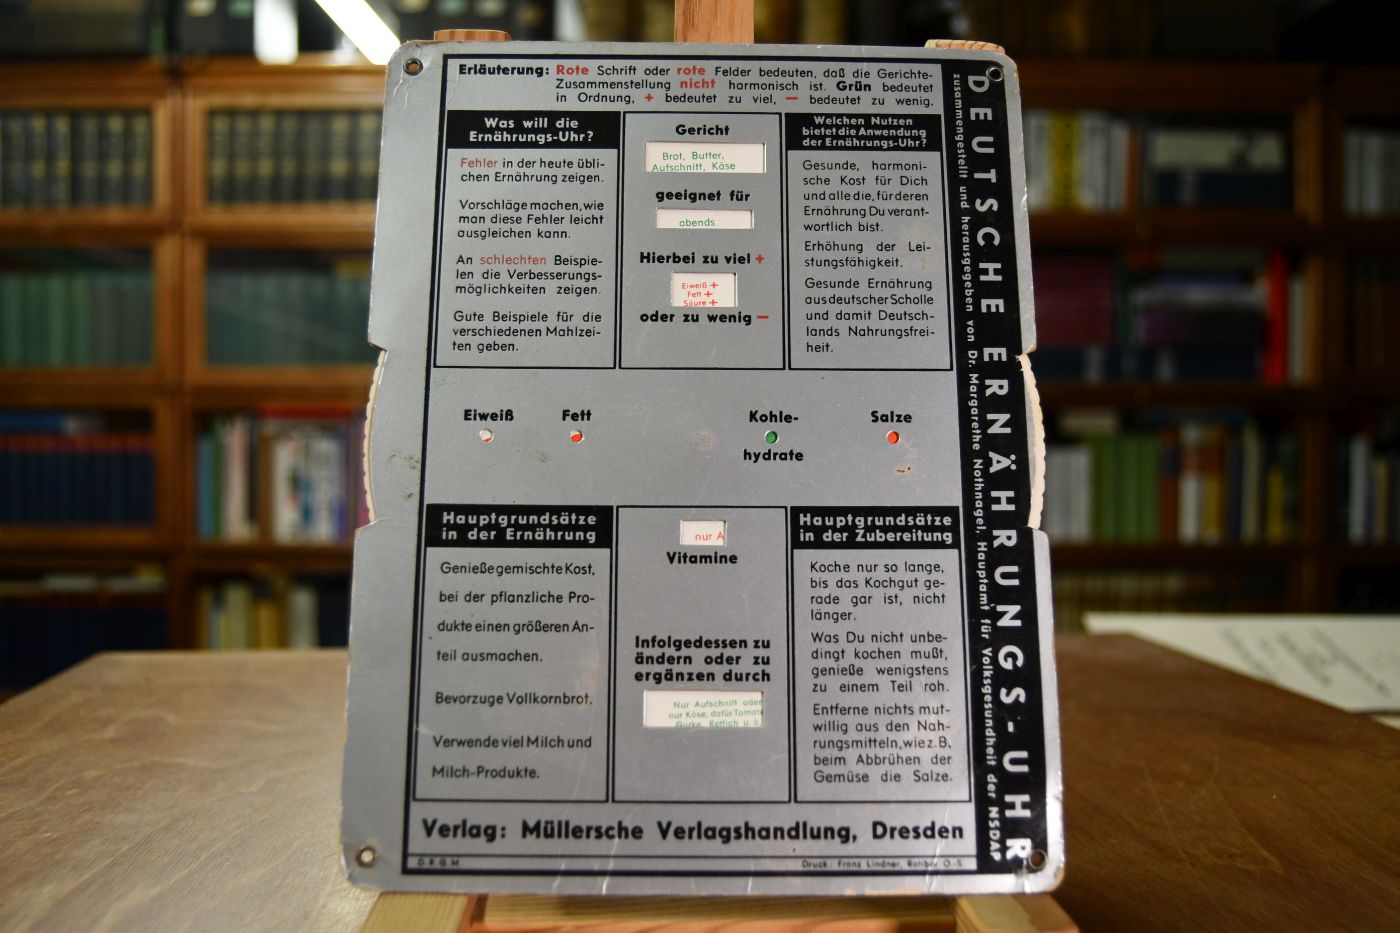 Erläuterung: Rote Schrift oder rote Felder bedeuten, daß die Gerichte-
Zusammenstellung nicht harmonisch ist. Grün bedeutet
in Ordnung, + bedeutet zu viel, — bedeutet zu wenig.
Was will die
Ernährungs-Uhr?
Fehler in der heute übli-
chen Ernährung zeigen.
Vorschläge machen, wie
man diese Fehler leicht
ausgleichen kann.
An schlechten Beispie-
len die Verbesserungs-
möglichkeiten zeigen.
Gute Beispiele für die
verschiedenen Mahlzei-
ten geben.
Gericht
Brot, Butter,
Aufschnitt, Käse
geeignet für
abends
Hierbei zu viel +
Eiweiß +
Fett +
Säure +
oder zu wenig —
Welchen Nutzen
bietet die Anwendung
der Ernährungs-Uhr?
Gesunde, harmoni-
sche Kost für Dich
und alle die, für deren
Ernährung Du verant-
wortlich bist.
Erhöhung der Lei-
stungsfähigkeit.
Gesunde Ernährung
aus deutscher Scholle
und damit Deutsch-
lands Nahrungsfrei-
heit.
Eiweiß
Fett
Kohle-
hydrate
Salze
Hauptgrundsätze
in der Ernährung
Genieße gemischte Kost,
bei der pflanzliche Pro-
dukte einen größeren An-
teil ausmachen.
Bevorzuge Vollkornbrot.
Verwende viel Milch und
Milch-Produkte.
nur A
Vitamine
Infolgedessen zu
ändern oder zu
ergänzen durch
Nur Aufschnitt oder
nur Käse, dafür Tomate
Gurke, Rettich u. ä.
Hauptgrundsätze
in der Zubereitung
Koche nur so lange,
bis das Kochgut ge-
rade gar ist, nicht
länger.
Was Du nicht unbe-
dingt kochen mußt,
genieße wenigstens
zu einem Teil roh.
Entferne nichts mut-
willig aus den Nah-
rungsmitteln, wie z. B.
beim Abbrühen der
Gemüse die Salze.
Verlag: Müllersche Verlagshandlung, Dresden
D. R. G. M.
Druck: Franz Lindner, Ratibor O.-S.
DEUTSCHE ERNÄHRUNGS-UHR
zusammengestellt und herausgegeben von Dr. Margarethe Nothnagel, Hauptamt für Volksgesundheit der NSDAP